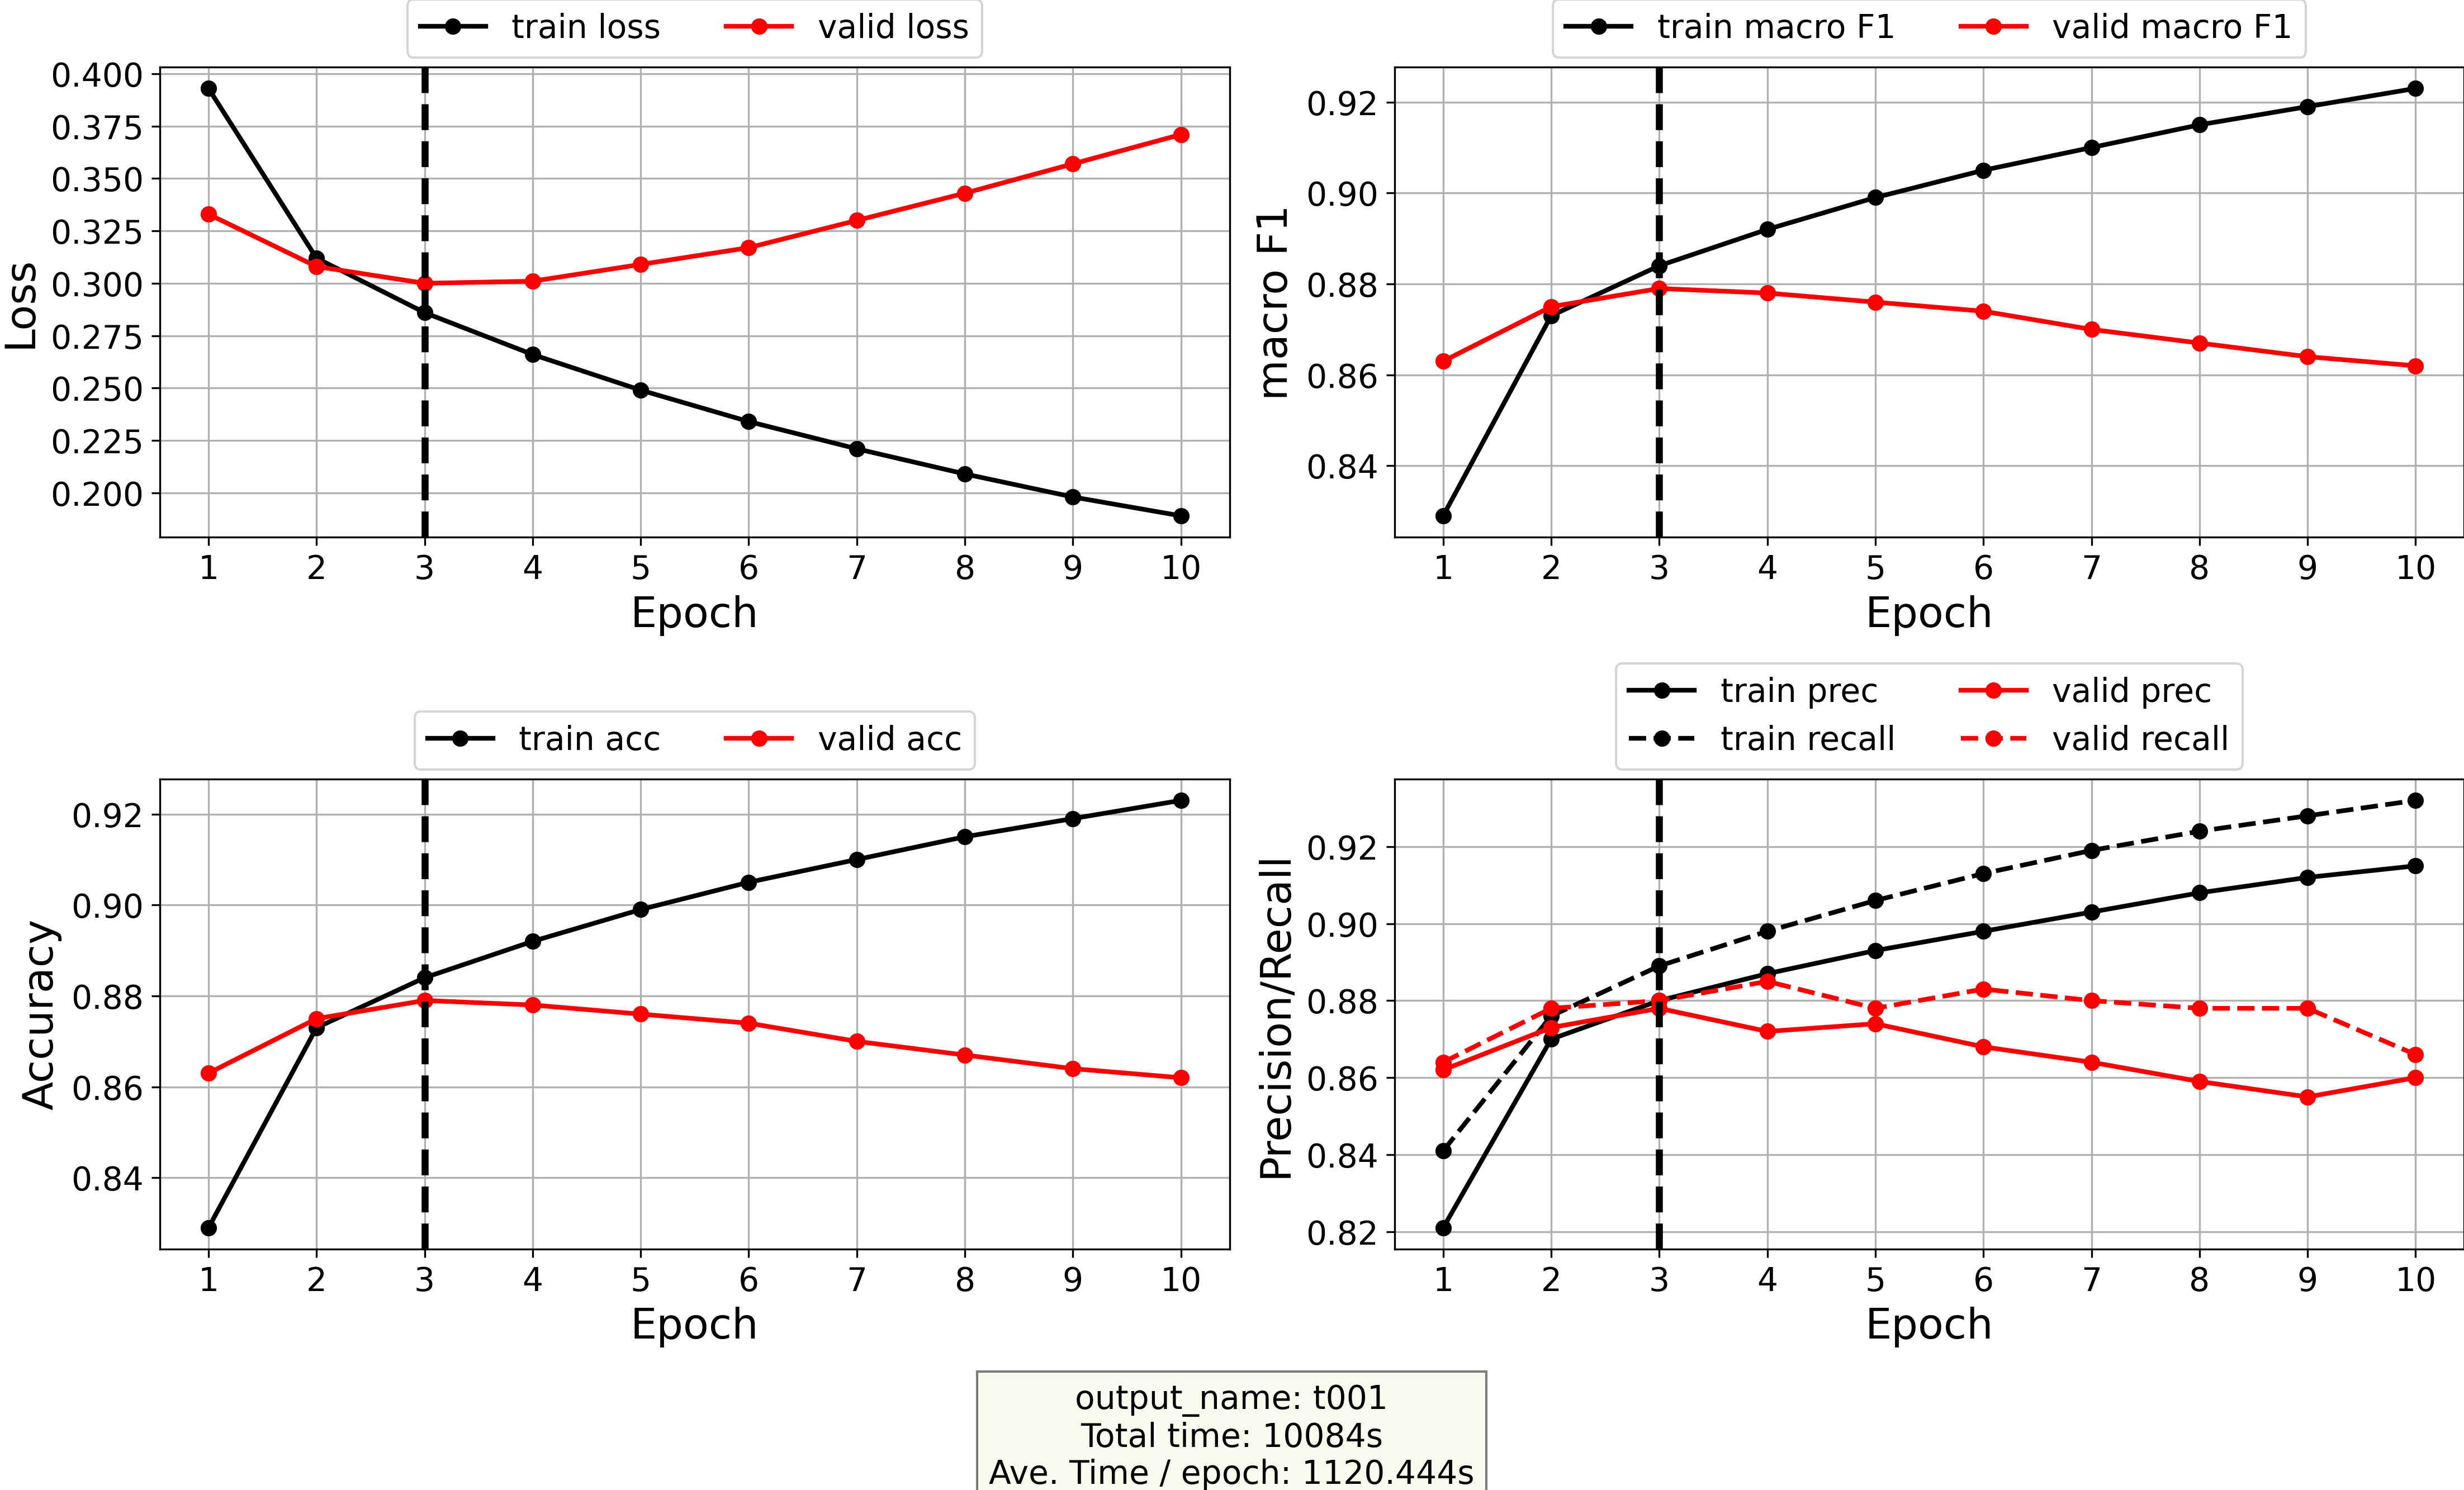 train loss valid loss
0.400
0.375
0.350
0.325
0.300
0.275
0.250
0.225
0.200
Loss
1 2 3 4 5 6 7 8 9 10
Epoch
train macro F1 valid macro F1
0.92
0.90
0.88
0.86
0.84
macro F1
1 2 3 4 5 6 7 8 9 10
Epoch
train acc valid acc
0.92
0.90
0.88
0.86
0.84
Accuracy
1 2 3 4 5 6 7 8 9 10
Epoch
train prec valid prec
train recall valid recall
0.92
0.90
0.88
0.86
0.84
0.82
Precision/Recall
1 2 3 4 5 6 7 8 9 10
Epoch
output_name: t001
Total time: 10084s
Ave. Time / epoch: 1120.444s